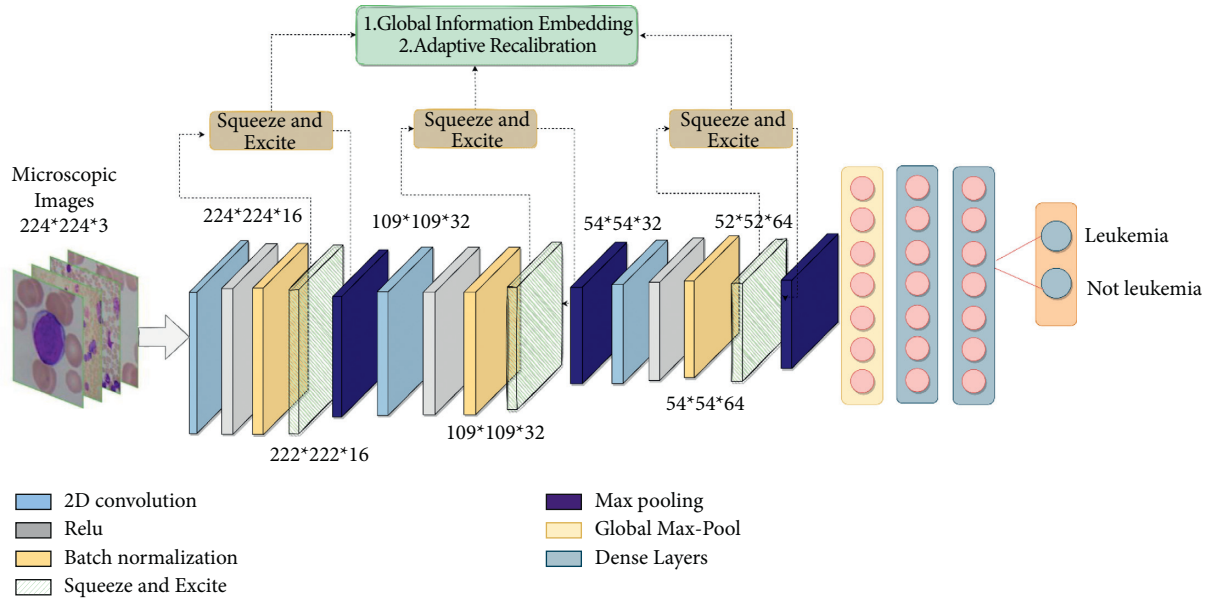 1.Global Information Embedding
2.Adaptive Recalibration
Squeeze and
Excite
Squeeze and
Excite
Squeeze and
Excite
Microscopic
Images
224*224*3
224*224*16
109*109*32
54*54*32
52*52*64
Leukemia
Not leukemia
54*54*64
109*109*32
222*222*16
2D convolution
Relu
Batch normalization
Squeeze and Excite
Max pooling
Global Max-Pool
Dense Layers